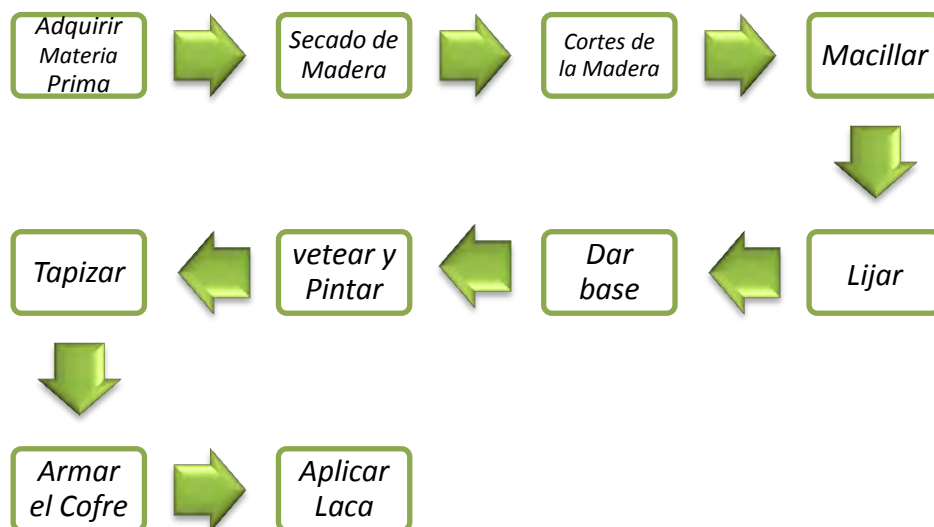 Adquirir
Materia
Prima
Secado de
Madera
Cortes de
la Madera
Macillar
Lijar
Dar
base
vetear y
Pintar
Tapizar
Armar
el Cofre
Aplicar
Laca